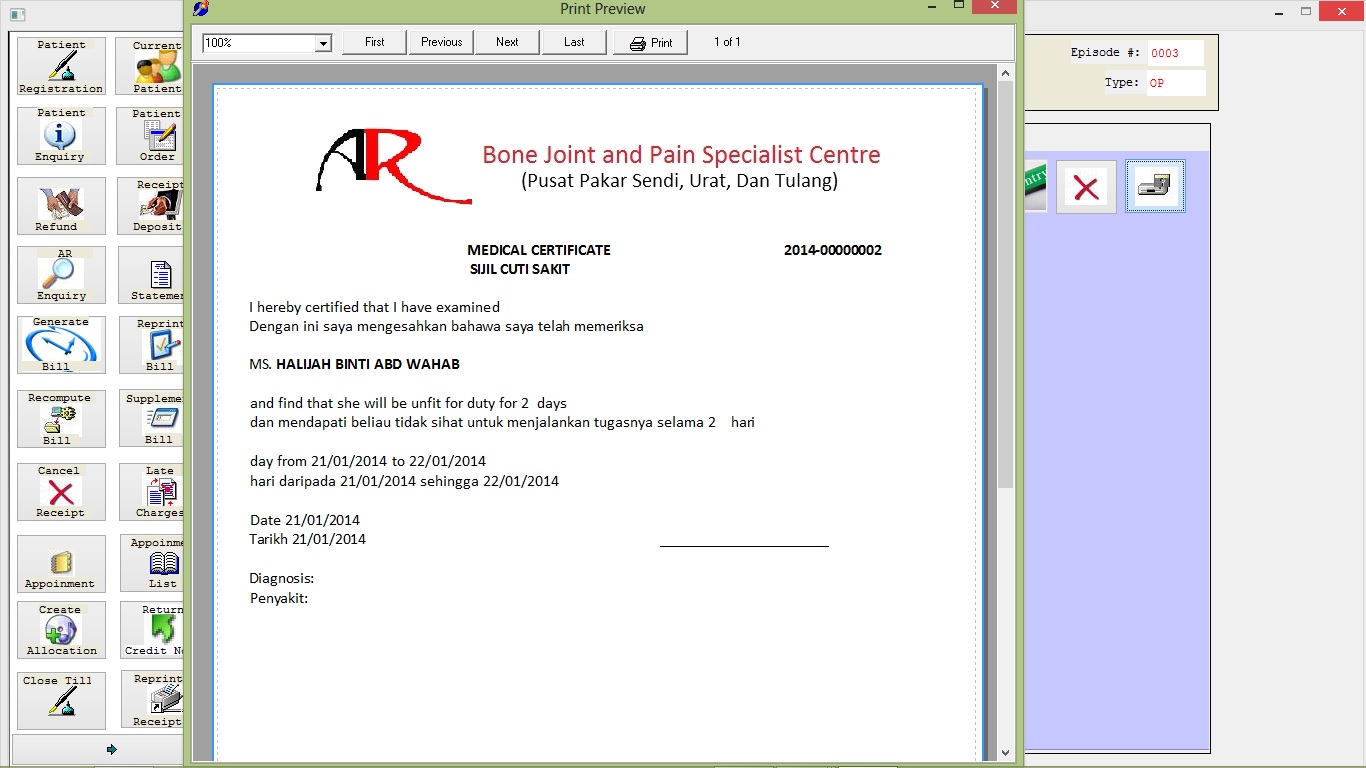 Print Preview
100%
First
Previous
Next
Last
Print
1 of 1
Episode #: 0003
Type: OP
Patient
Registration
Current
Patient
Patient
Enquiry
Patient
Order
Refund
Receipt
Deposit
AR
Enquiry
Statemen
Generate
Bill
Reprint
Bill
Recompute
Bill
Suppleme
Bill
Cancel
Receipt
Late
Charges
Appoinment
Appoinme
List
Create
Allocation
Return
Credit No
Close Till
Reprint
Receipt
ntry
AR
Bone Joint and Pain Specialist Centre
(Pusat Pakar Sendi, Urat, Dan Tulang)
MEDICAL CERTIFICATE 2014-00000002
SIJIL CUTI SAKIT
I hereby certified that I have examined
Dengan ini saya mengesahkan bahawa saya telah memeriksa
MS. HALIJAH BINTI ABD WAHAB
and find that she will be unfit for duty for 2 days
dan mendapati beliau tidak sihat untuk menjalankan tugasnya selama 2 hari
day from 21/01/2014 to 22/01/2014
hari daripada 21/01/2014 sehingga 22/01/2014
Date 21/01/2014
Tarikh 21/01/2014
Diagnosis:
Penyakit: